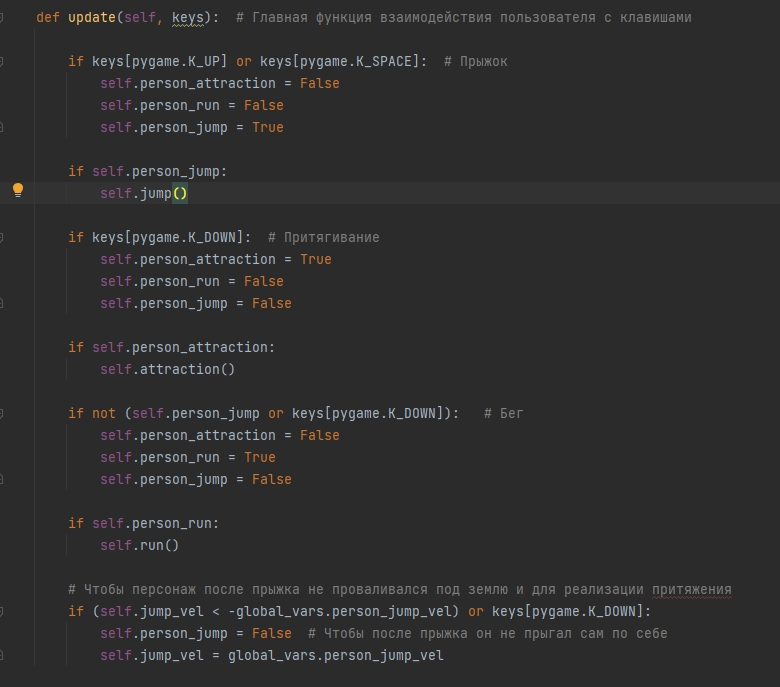 def update(self, keys):  # Главная функция взаимодействия пользователя с клавишами
if keys[pygame.K_UP] or keys[pygame.K_SPACE]:  # Прыжок
self.person_attraction = False
self.person_run = False
self.person_jump = True
if self.person_jump:
self.jump()
if keys[pygame.K_DOWN]:  # Притягивание
self.person_attraction = True
self.person_run = False
self.person_jump = False
if self.person_attraction:
self.attraction()
if not (self.person_jump or keys[pygame.K_DOWN]):   # Бег
self.person_attraction = False
self.person_run = True
self.person_jump = False
if self.person_run:
self.run()
# Чтобы персонаж после прыжка не проваливался под землю и для реализации притяжения
if (self.jump_vel < -global_vars.person_jump_vel) or keys[pygame.K_DOWN]:
self.person_jump = False  # Чтобы после прыжка он не прыгал сам по себе
self.jump_vel = global_vars.person_jump_vel